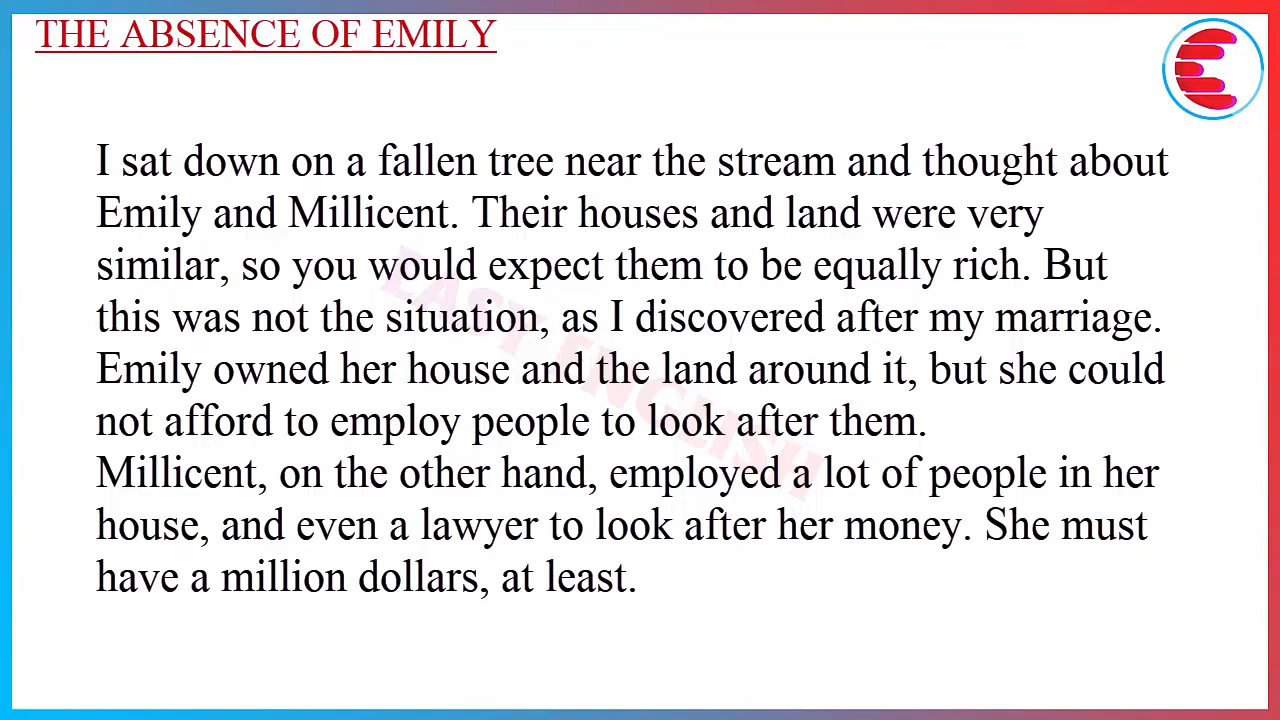 THE ABSENCE OF EMILY
I sat down on a fallen tree near the stream and thought about
Emily and Millicent. Their houses and land were very
similar, so you would expect them to be equally rich. But
this was not the situation, as I discovered after my marriage.
Emily owned her house and the land around it, but she could
not afford to employ people to look after them.
Millicent, on the other hand, employed a lot of people in her
house, and even a lawyer to look after her money. She must
have a million dollars, at least.
EASY ENGLISH